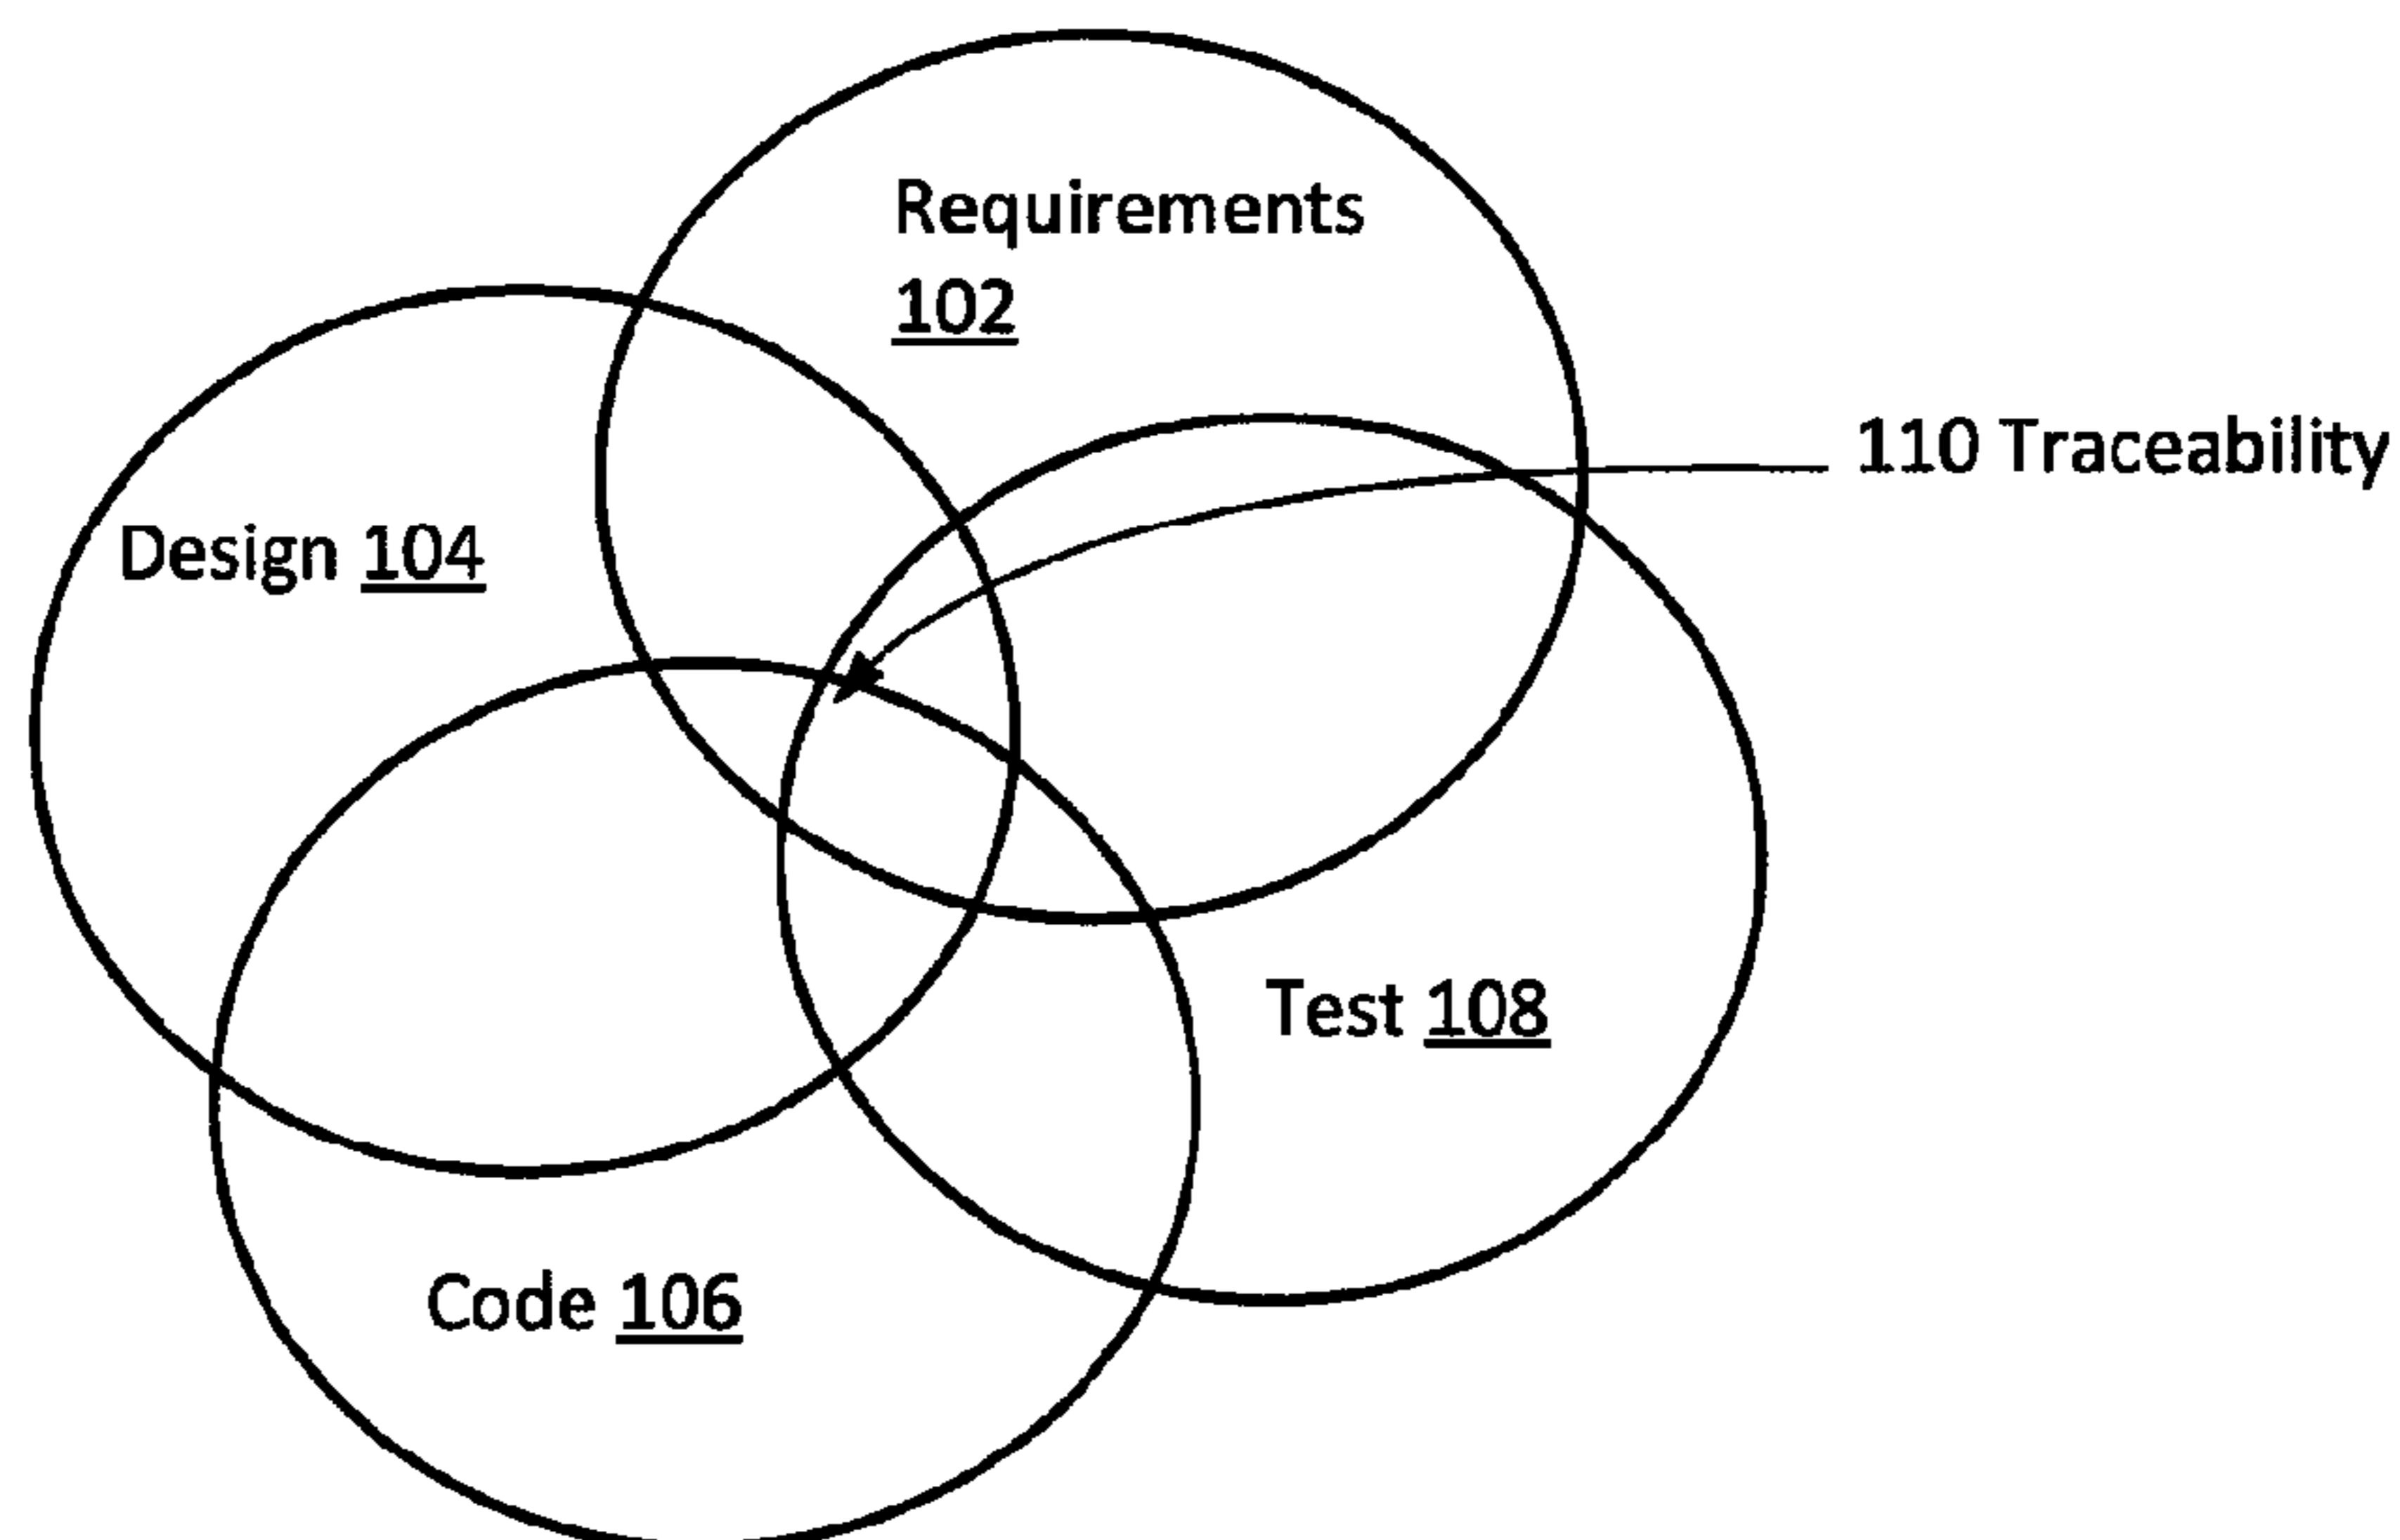 Requirements
102
110 Traceability
Design 104
Test 108
Code 106